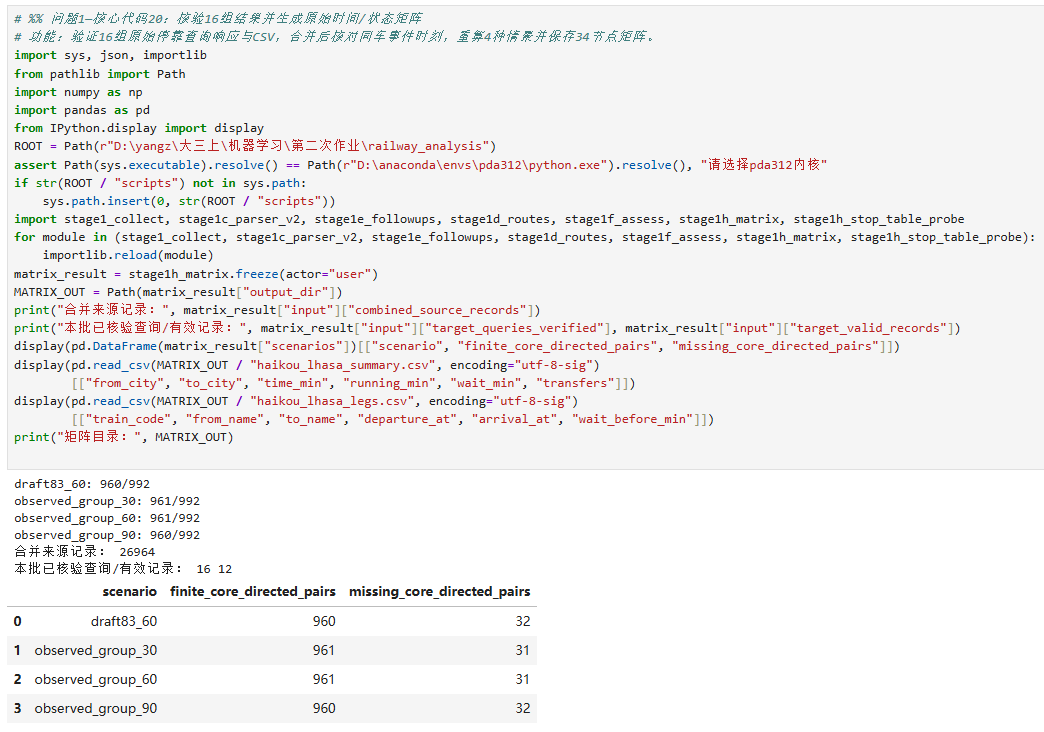 # %% 问题1—核心代码20：核验16组结果并生成原始时间/状态矩阵
# 功能：验证16组原始停靠查询响应与CSV，合并后核对同车事件时刻，重算4种情景并保存34节点矩阵。
import sys, json, importlib
from pathlib import Path
import numpy as np
import pandas as pd
from IPython.display import display
ROOT = Path(r"D:\yangz\大三上\机器学习\第二次作业\railway_analysis")
assert Path(sys.executable).resolve() == Path(r"D:\anaconda\envs\pda312\python.exe").resolve(), "请选择pda312内核"
if str(ROOT / "scripts") not in sys.path:
    sys.path.insert(0, str(ROOT / "scripts"))
import stage1_collect, stage1c_parser_v2, stage1e_followups, stage1d_routes, stage1f_assess, stage1h_matrix, stage1h_stop_table_probe
for module in (stage1_collect, stage1c_parser_v2, stage1e_followups, stage1d_routes, stage1f_assess, stage1h_matrix, stage1h_stop_table_probe):
    importlib.reload(module)
matrix_result = stage1h_matrix.freeze(actor="user")
MATRIX_OUT = Path(matrix_result["output_dir"])
print("合并来源记录：", matrix_result["input"]["combined_source_records"])
print("本批已核验查询/有效记录：", matrix_result["input"]["target_queries_verified"], matrix_result["input"]["target_valid_records"])
display(pd.DataFrame(matrix_result["scenarios"])[["scenario", "finite_core_directed_pairs", "missing_core_directed_pairs"]])
display(pd.read_csv(MATRIX_OUT / "haikou_lhasa_summary.csv", encoding="utf-8-sig")
        [["from_city", "to_city", "time_min", "running_min", "wait_min", "transfers"]])
display(pd.read_csv(MATRIX_OUT / "haikou_lhasa_legs.csv", encoding="utf-8-sig")
        [["train_code", "from_name", "to_name", "departure_at", "arrival_at", "wait_before_min"]])
print("矩阵目录：", MATRIX_OUT)
draft83_60: 960/992
observed_group_30: 961/992
observed_group_60: 961/992
observed_group_90: 960/992
合并来源记录： 26964
本批已核验查询/有效记录： 16 12
scenario finite_core_directed_pairs missing_core_directed_pairs
0 draft83_60 960 32
1 observed_group_30 961 31
2 observed_group_60 961 31
3 observed_group_90 960 32